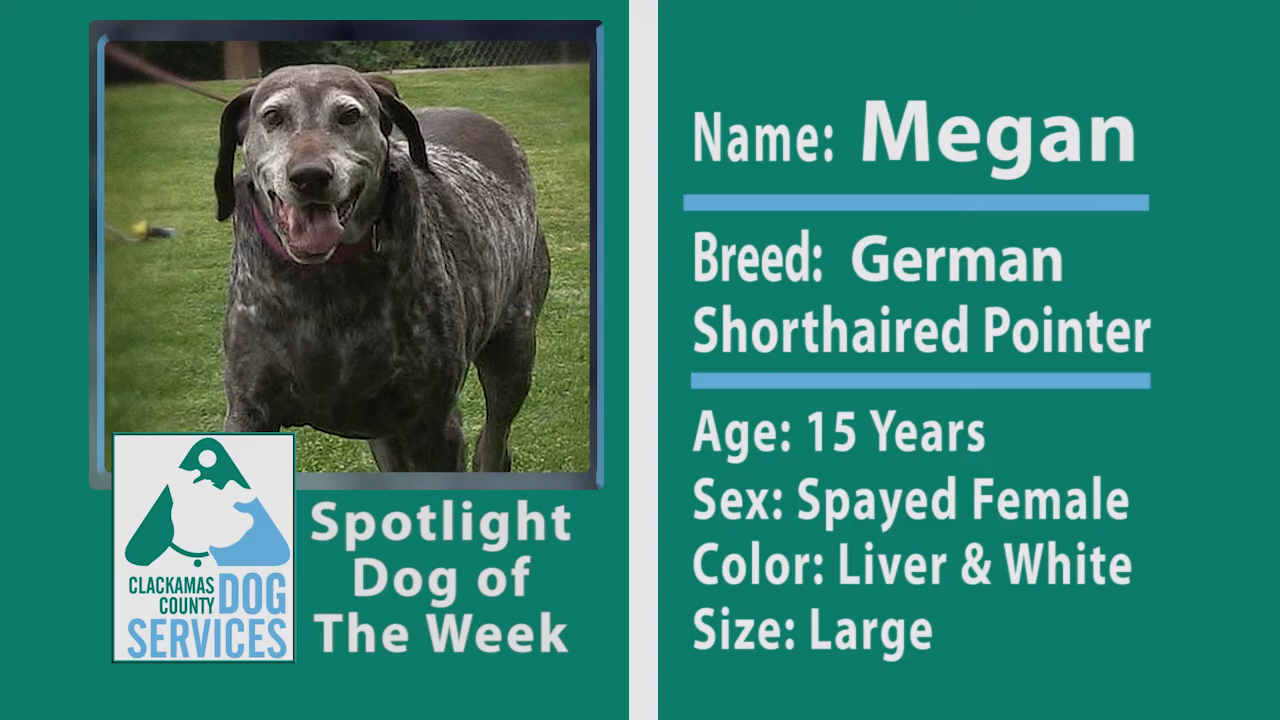 CLACKAMAS
COUNTY DOG
SERVICES
Spotlight
Dog of
The Week
Name: Megan
Breed: German
Shorthaired Pointer
Age: 15 Years
Sex: Spayed Female
Color: Liver & White
Size: Large